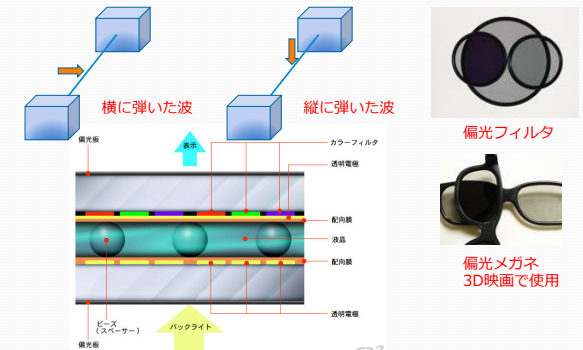 横に弾いた波
縦に弾いた波
偏光フィルタ
偏光板
表示
カラーフィルタ
透明電極
配向膜
液晶
配向膜
偏光メガネ
3D映画で使用
ビーズ
(スペーサー)
バックライト
透明電極
偏光板